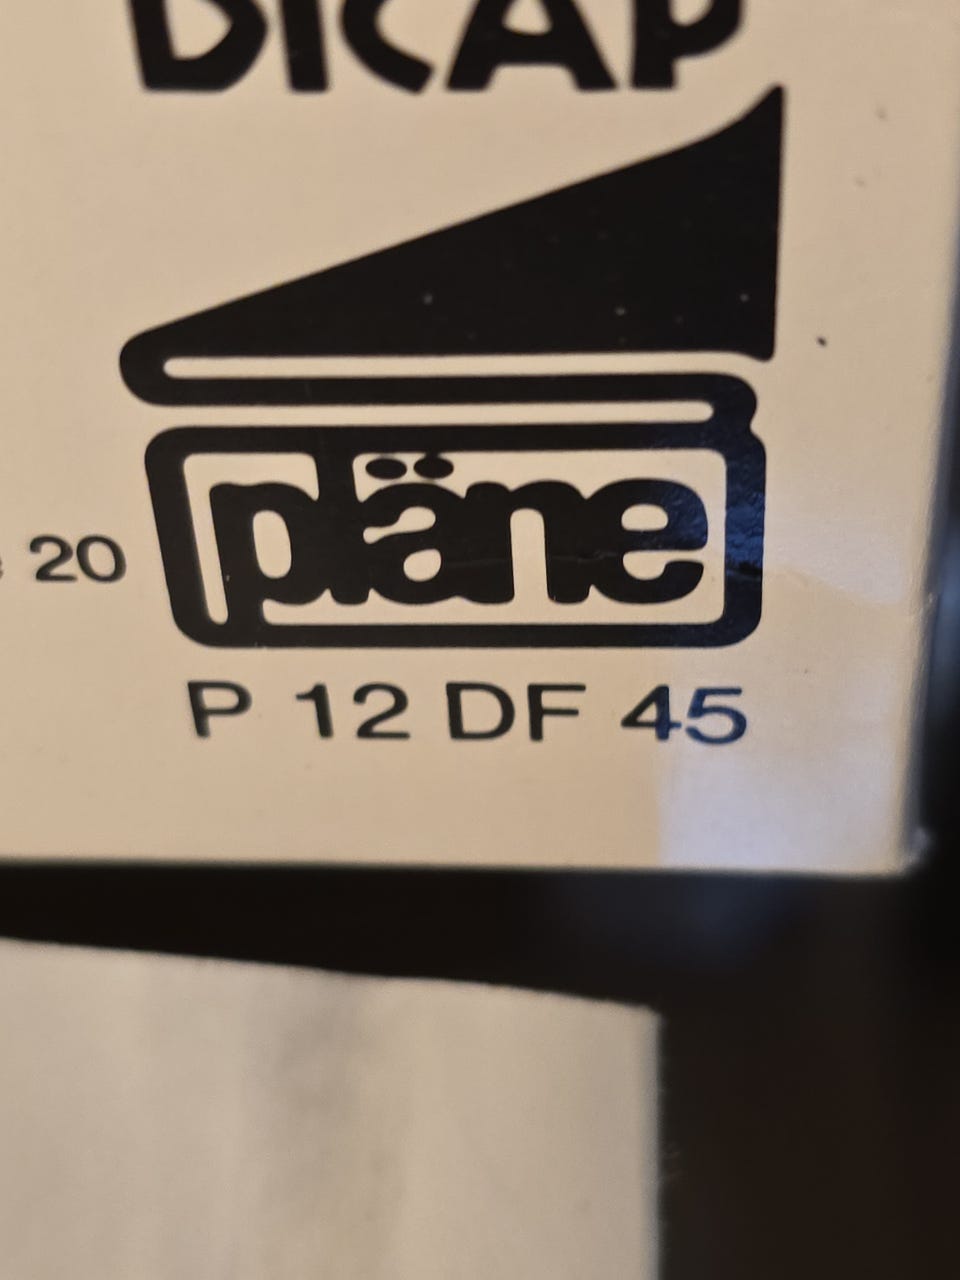 DICAP
20
pläne
P 12 DF 45